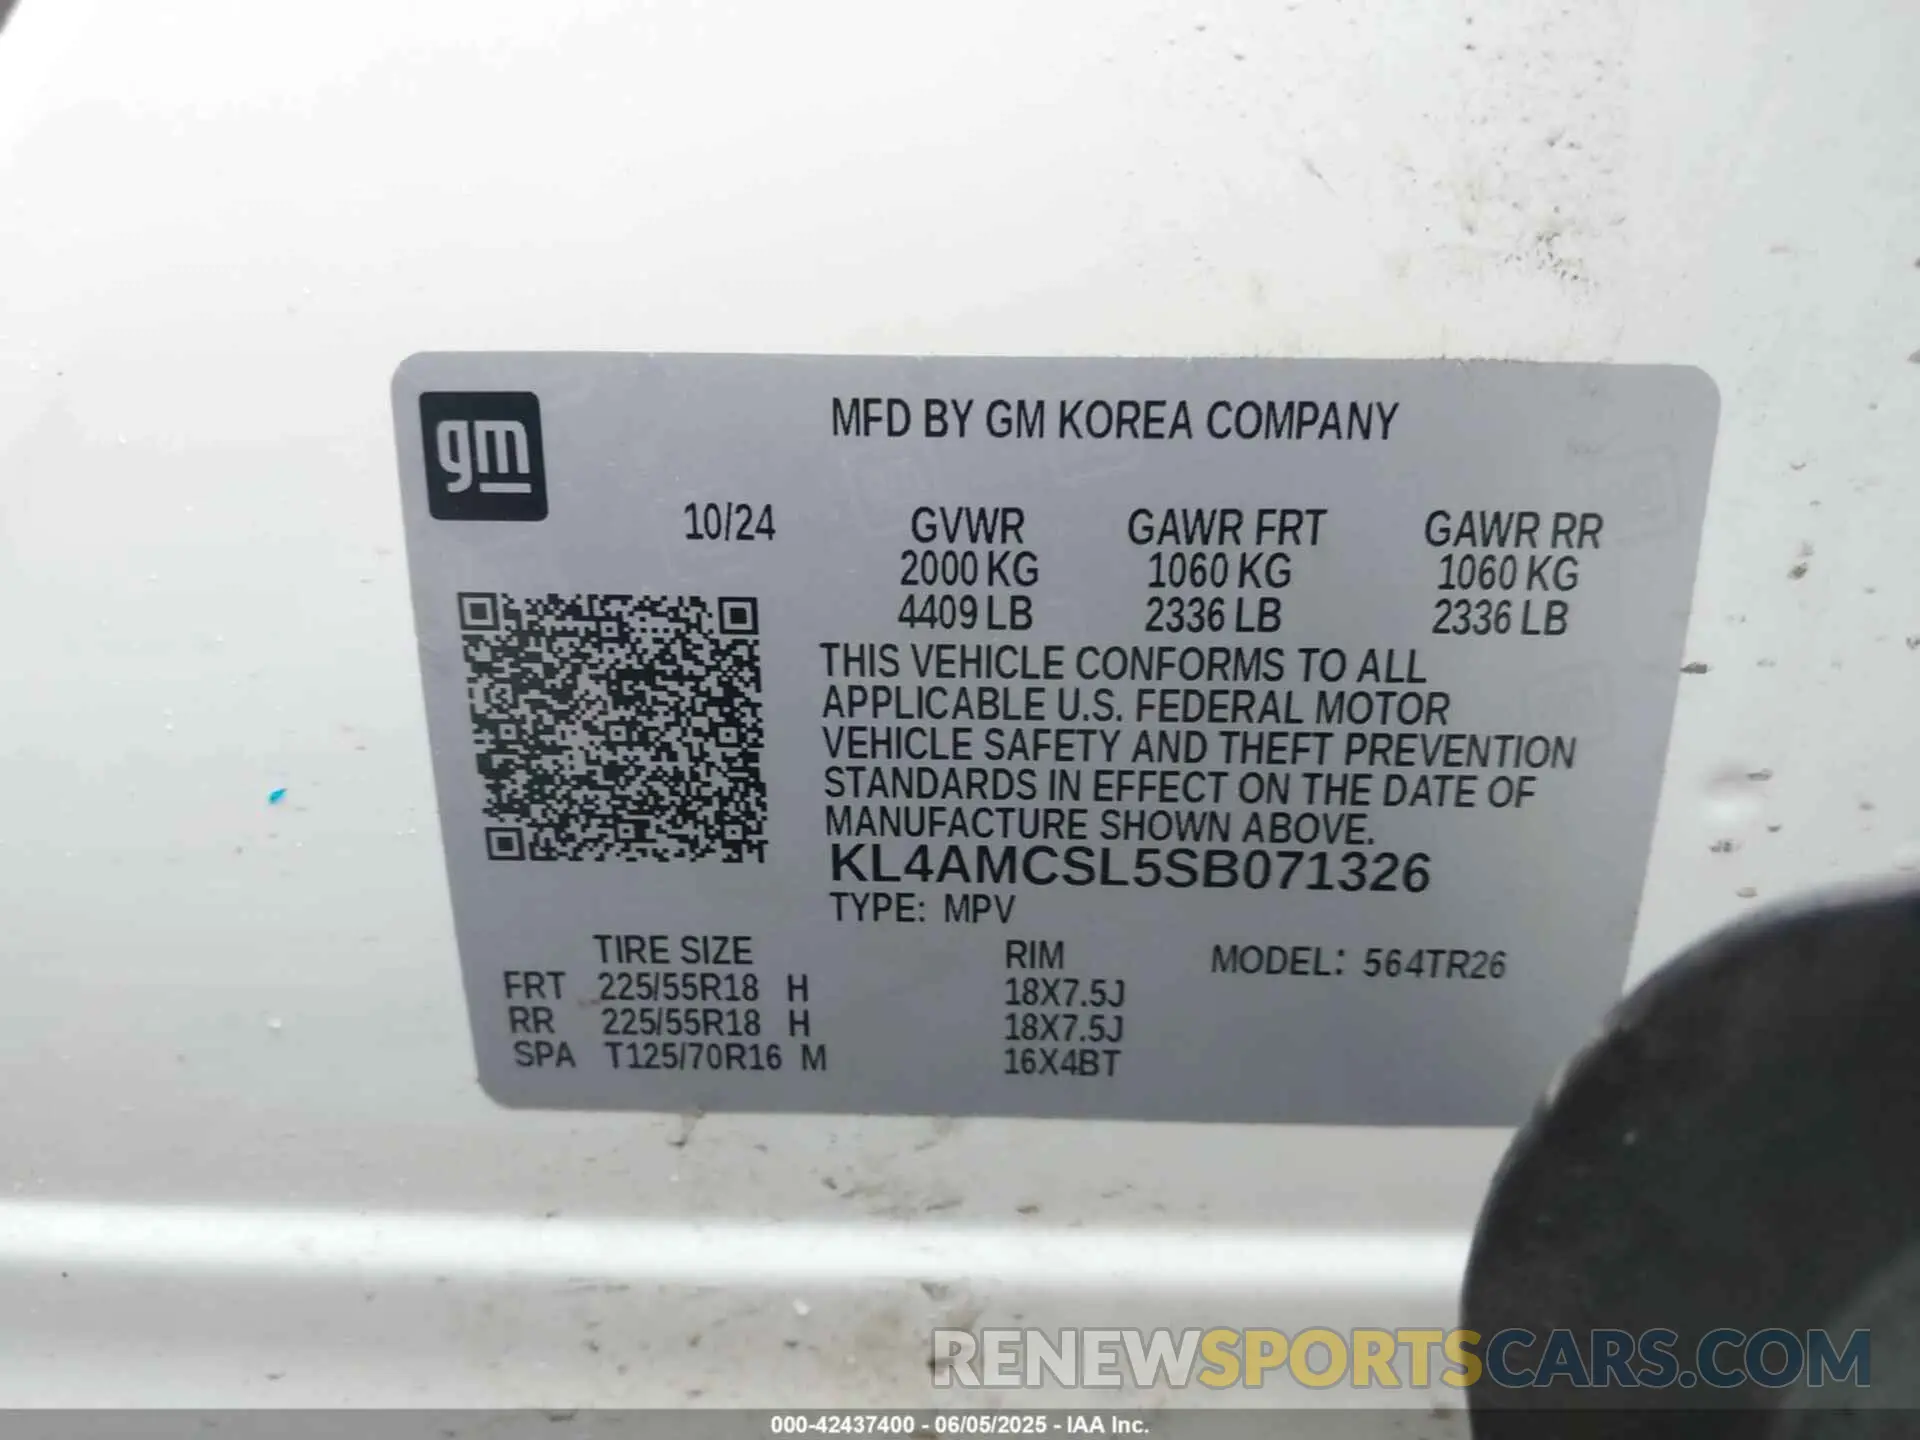 gm
MFD BY GM KOREA COMPANY
10/24 GVWR GAWR FRT GAWR RR
2000 KG 1060 KG 1060 KG
4409 LB 2336 LB 2336 LB
THIS VEHICLE CONFORMS TO ALL
APPLICABLE U.S. FEDERAL MOTOR
VEHICLE SAFETY AND THEFT PREVENTION
STANDARDS IN EFFECT ON THE DATE OF
MANUFACTURE SHOWN ABOVE.
KL4AMCSL5SB071326
TYPE: MPV
TIRE SIZE RIM MODEL: 564TR26
FRT 225/55R18 H 18X7.5J
RR 225/55R18 H 18X7.5J
SPA T125/70R16 M 16X4BT
RENEWSPORTSCARS.COM
000-42437400 - 06/05/2025 - IAA Inc.